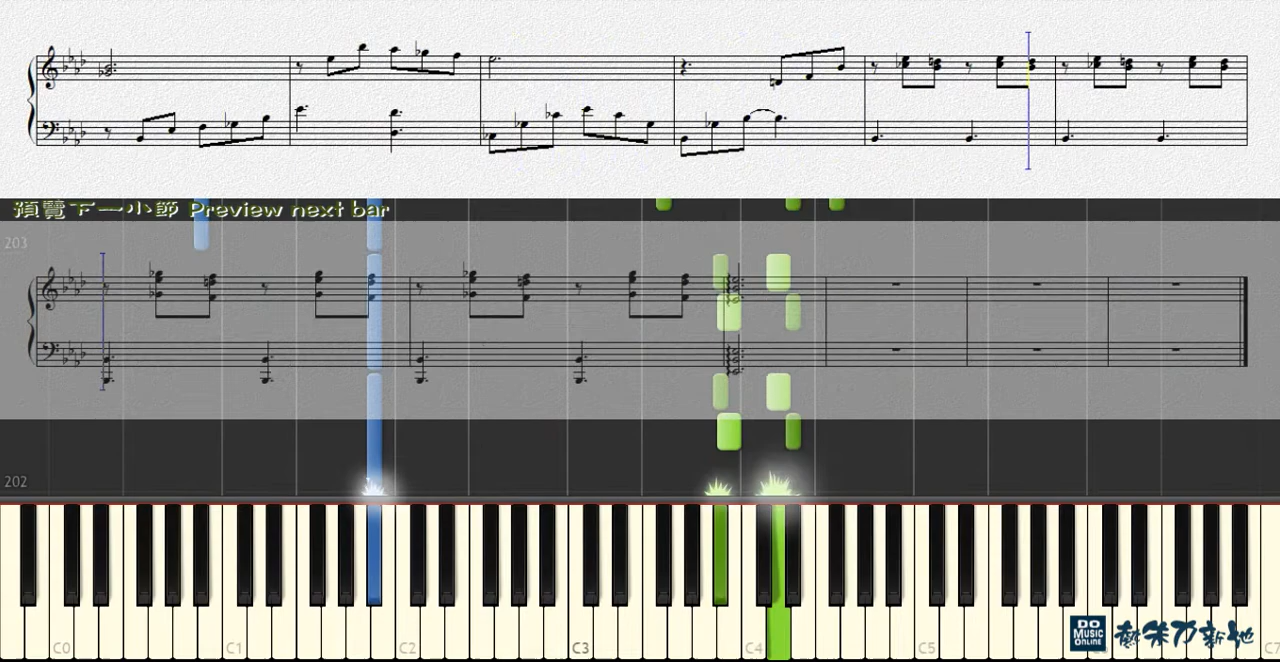 預覽下一小節 Preview next bar
203
202
C0 C1 C2 C3 C4 C5 C7
DO
MUSIC
ONLINE